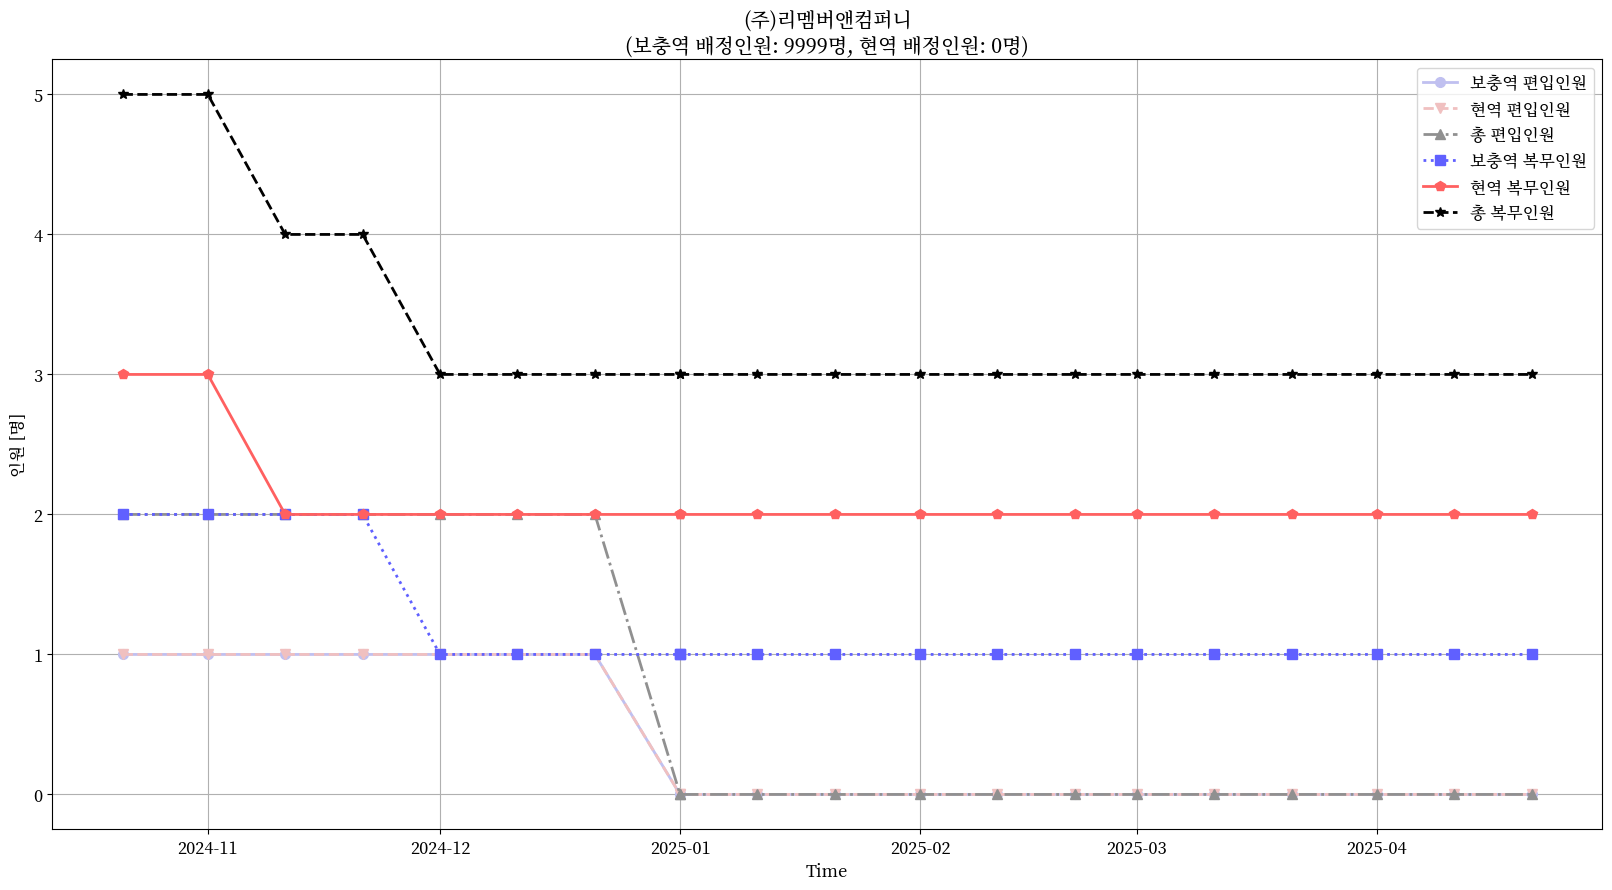 (주)리멤버앤컴퍼니
(보충역 배정인원: 9999명, 현역 배정인원: 0명)
보충역 편입인원
현역 편입인원
총 편입인원
보충역 복무인원
현역 복무인원
총 복무인원
인원 [명]
5
4
3
2
1
0
2024-11
2024-12
2025-01
2025-02
2025-03
2025-04
Time